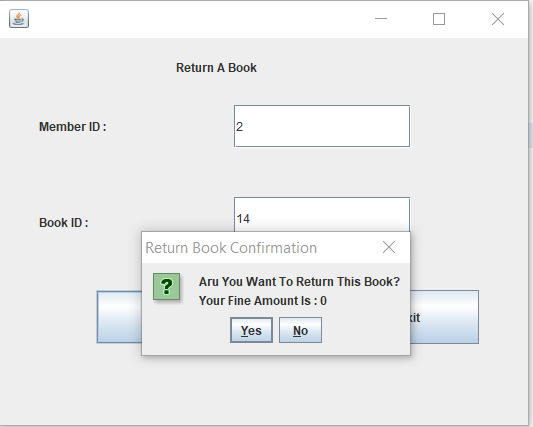 Return A Book
Member ID :
2
Book ID :
14
Return Book Confirmation
?
Aru You Want To Return This Book?
Your Fine Amount Is : 0
Yes
No